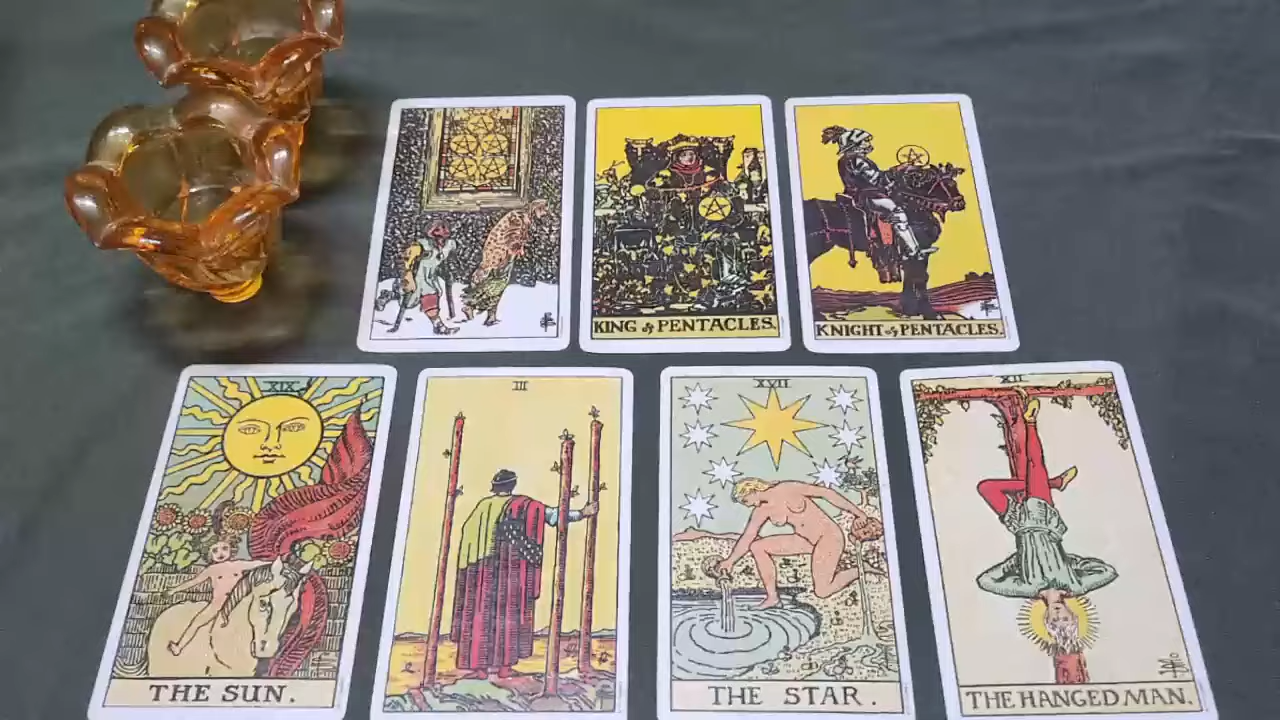 KING of PENTACLES.
KNIGHT of PENTACLES.
XIX
THE SUN.
III
XVII
THE STAR.
XII
THE HANGED MAN.